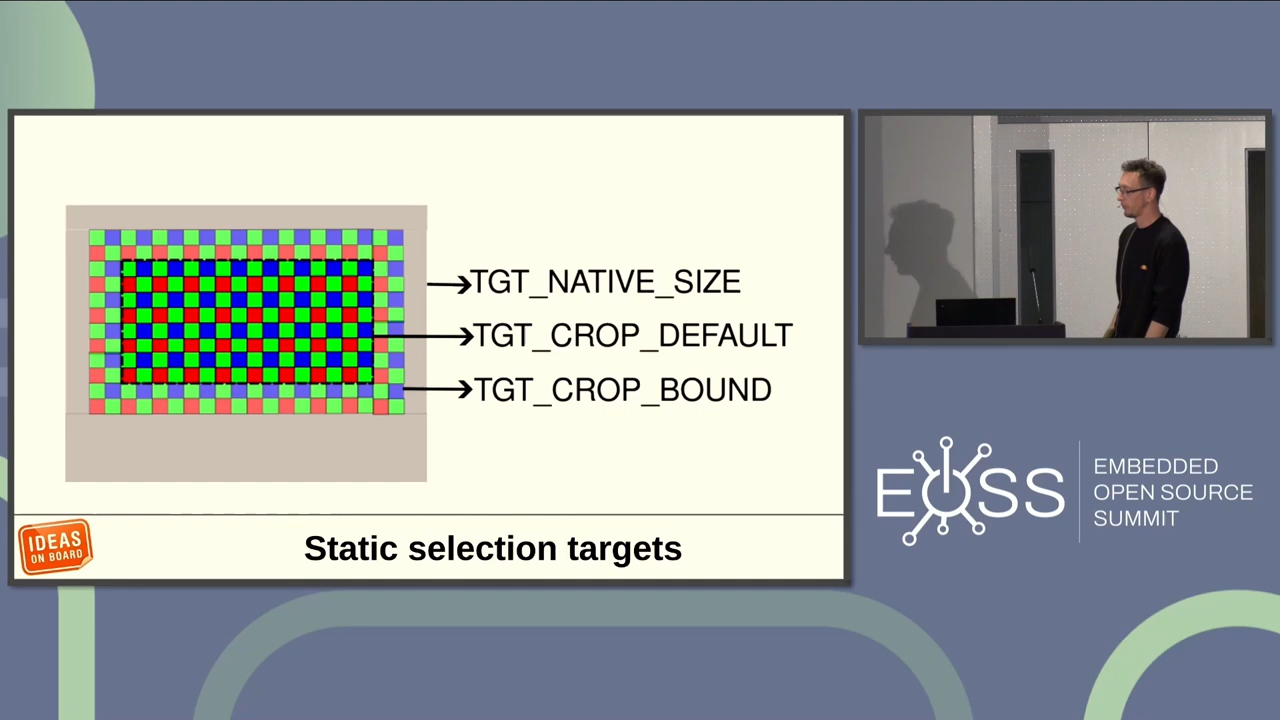 TGT_NATIVE_SIZE
TGT_CROP_DEFAULT
TGT_CROP_BOUND
IDEAS
ON BOARD
Static selection targets
EOSS
EMBEDDED
OPEN SOURCE
SUMMIT